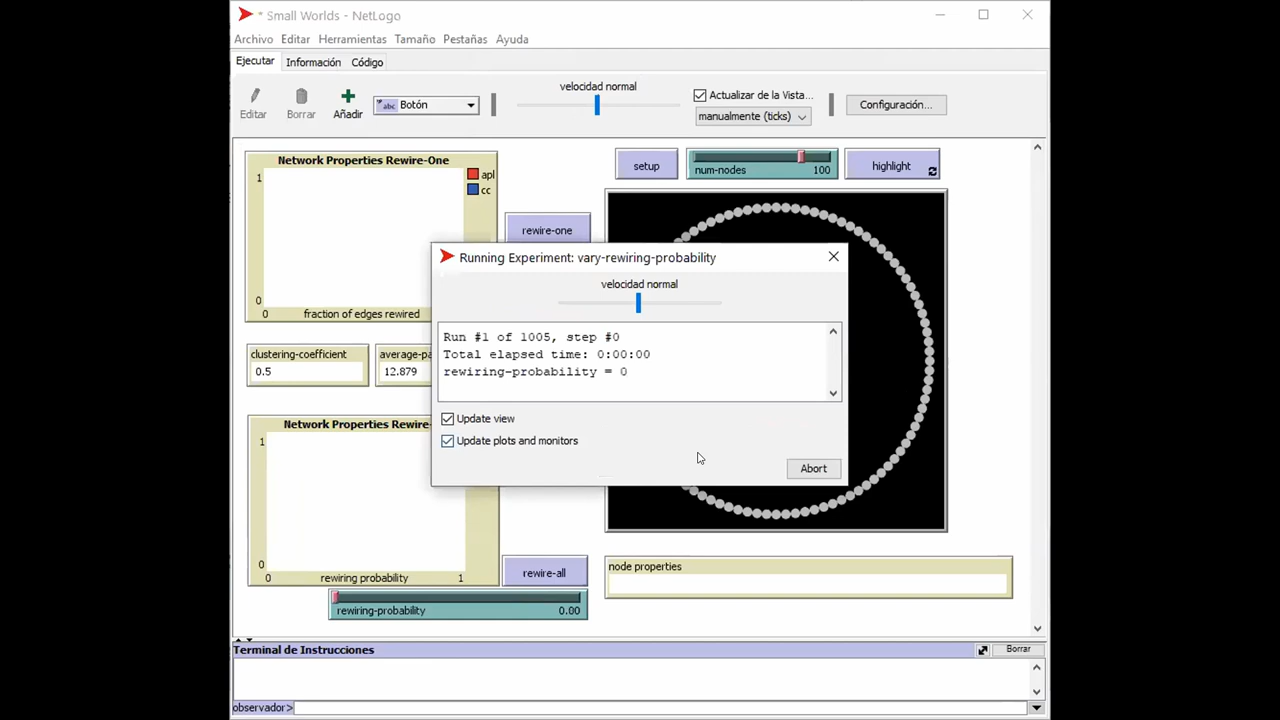 * Small Worlds - NetLogo
Archivo Editar Herramientas Tamaño Pestañas Ayuda
Ejecutar Información Código
Editar Borrar Añadir abc Botón velocidad normal Actualizar de la Vista... manualmente (ticks) Configuración...
Network Properties Rewire-One
1
0
0
fraction of edges rewired
apl
cc
setup
num-nodes 100
highlight
rewire-one
Running Experiment: vary-rewiring-probability
velocidad normal
Run #1 of 1005, step #0
Total elapsed time: 0:00:00
rewiring-probability = 0
Update view
Update plots and monitors
Abort
clustering-coefficient
0.5
average-pa
12.879
Network Properties Rewire-
1
0
0 rewiring probability 1
rewire-all
rewiring-probability 0.00
node properties
Terminal de Instrucciones
Borrar
observador>